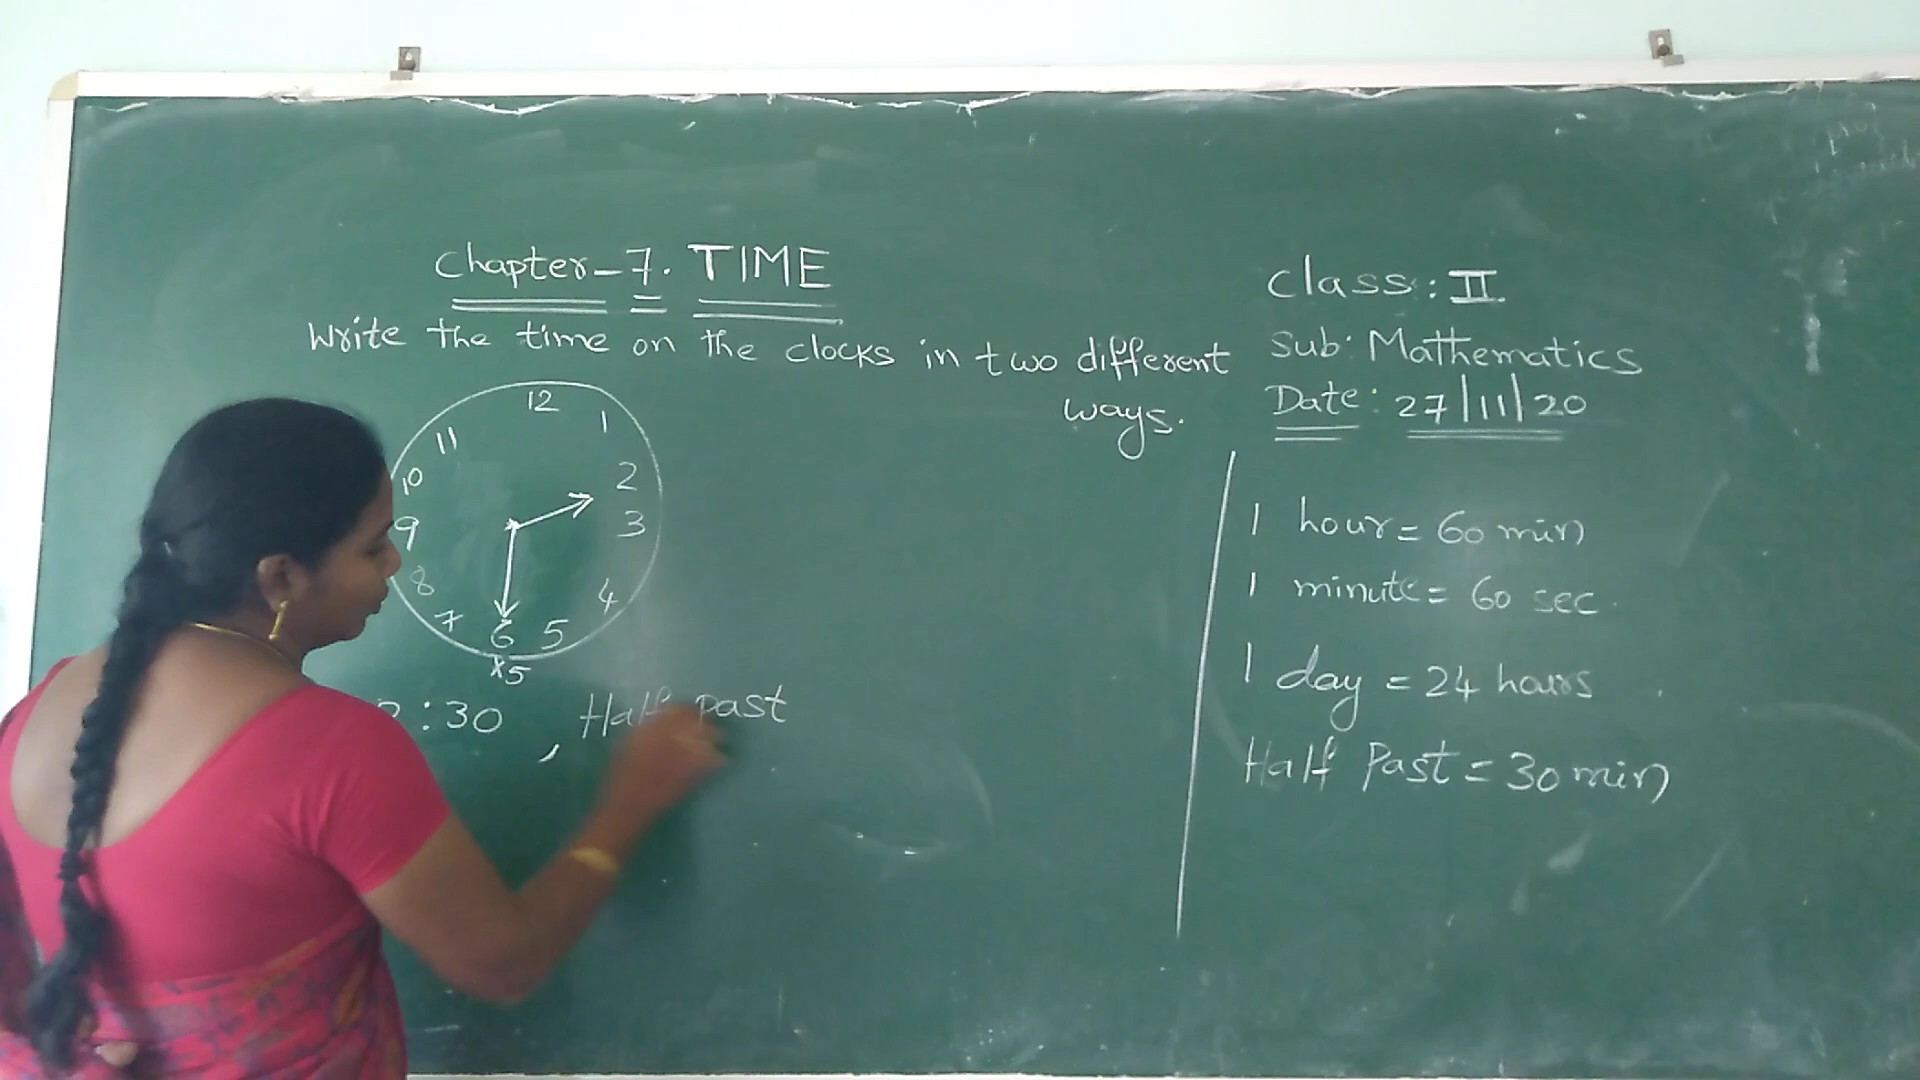 Chapter-7. TIME
Write the time on the clocks in two different
ways.
12
1
11
2
10
3
9
4
8
7
6
5
x5
:30 , Half past
Class: II.
Sub: Mathematics
Date: 27/11/20
1 hour = 60 min
1 minute = 60 sec.
1 day = 24 hours
Half Past = 30 min